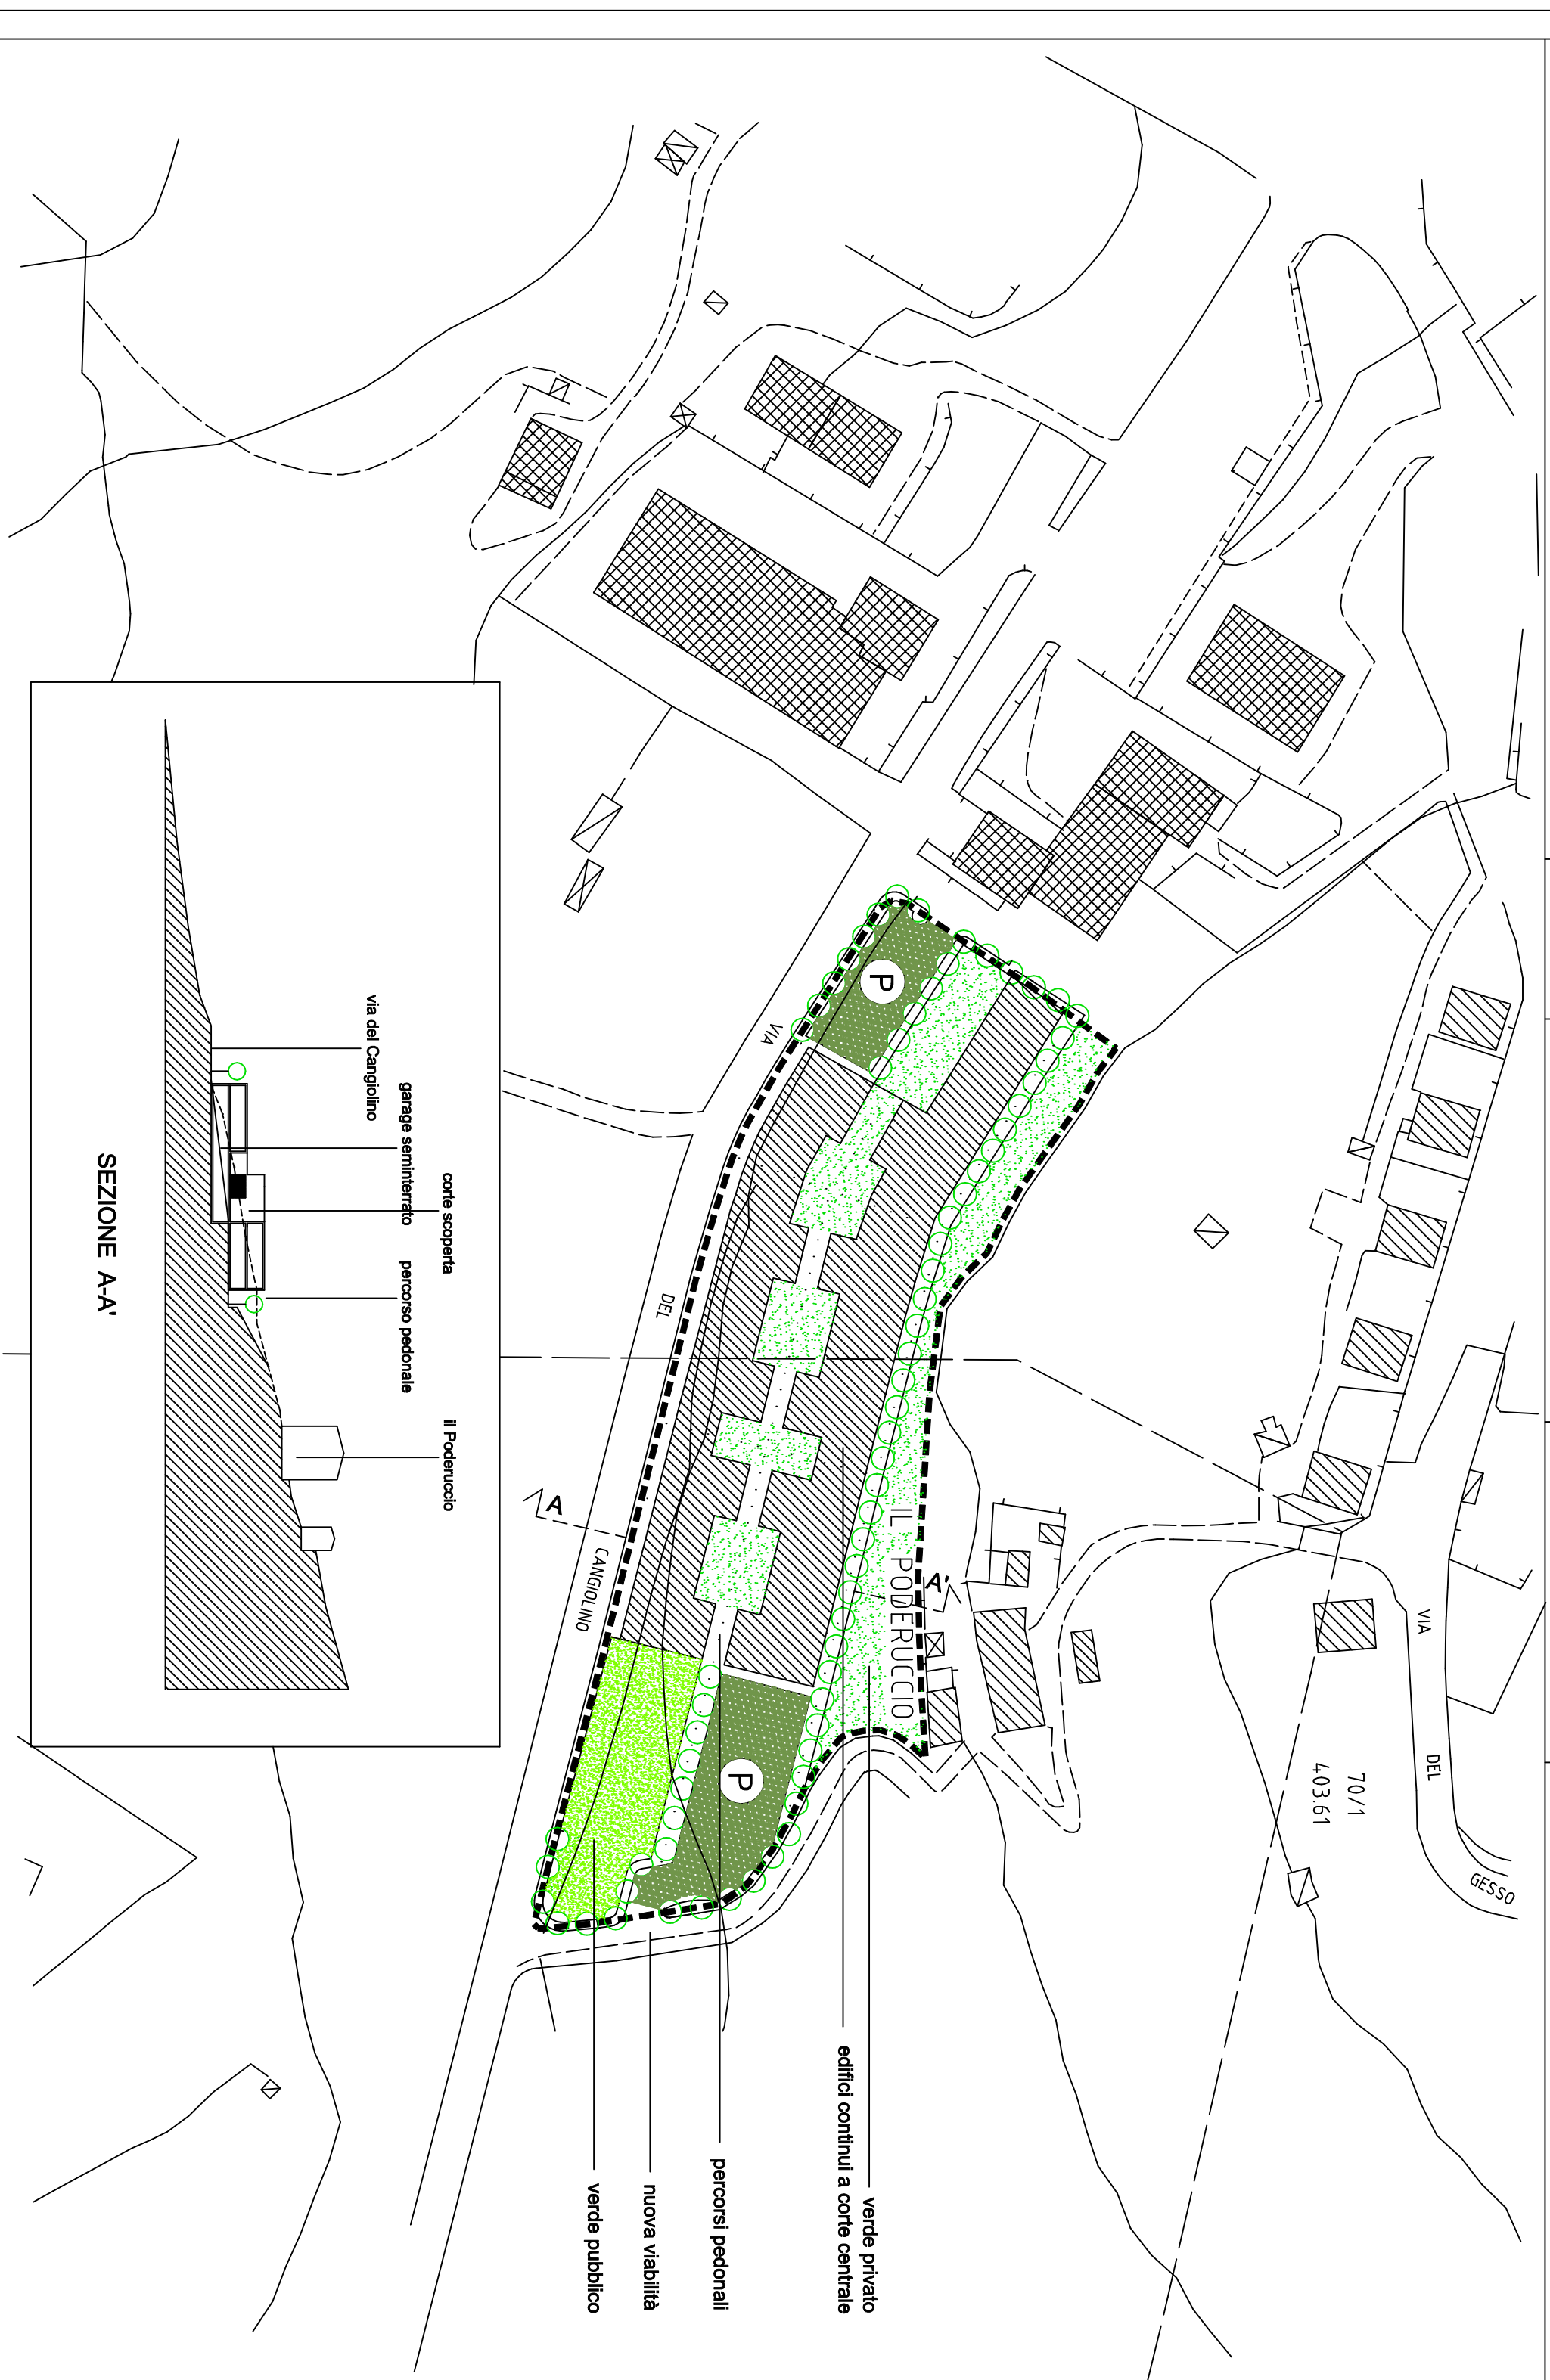 VIA
DEL
CANGIOLINO
P
P
A
A'
IL PODERUCCIO
VIA
DEL
GESSO
70/1
403.61
verde privato
edifici continui a corte centrale
percorsi pedonali
nuova viabilità
verde pubblico
il Poderuccio
corte scoperta
percorso pedonale
garage seminterrato
via del Cangiolino
SEZIONE A-A'